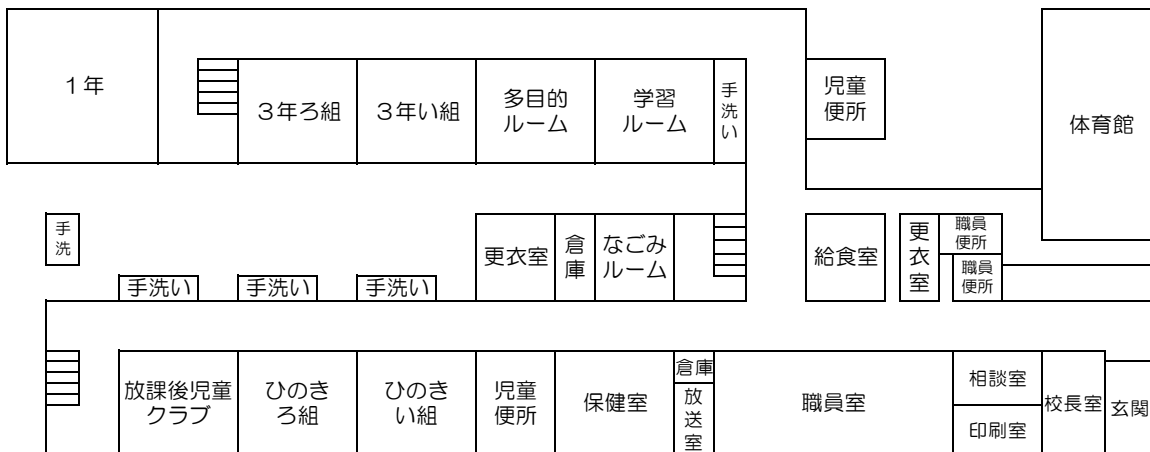 １年
３年ろ組
３年い組
多目的
ルーム
学習
ルーム
手洗い
児童
便所
体育館
手洗
更衣室
倉庫
なごみ
ルーム
給食室
更衣室
職員
便所
職員
便所
手洗い
手洗い
手洗い
放課後児童
クラブ
ひのき
ろ組
ひのき
い組
児童
便所
保健室
倉庫
放送室
職員室
相談室
印刷室
校長室
玄関